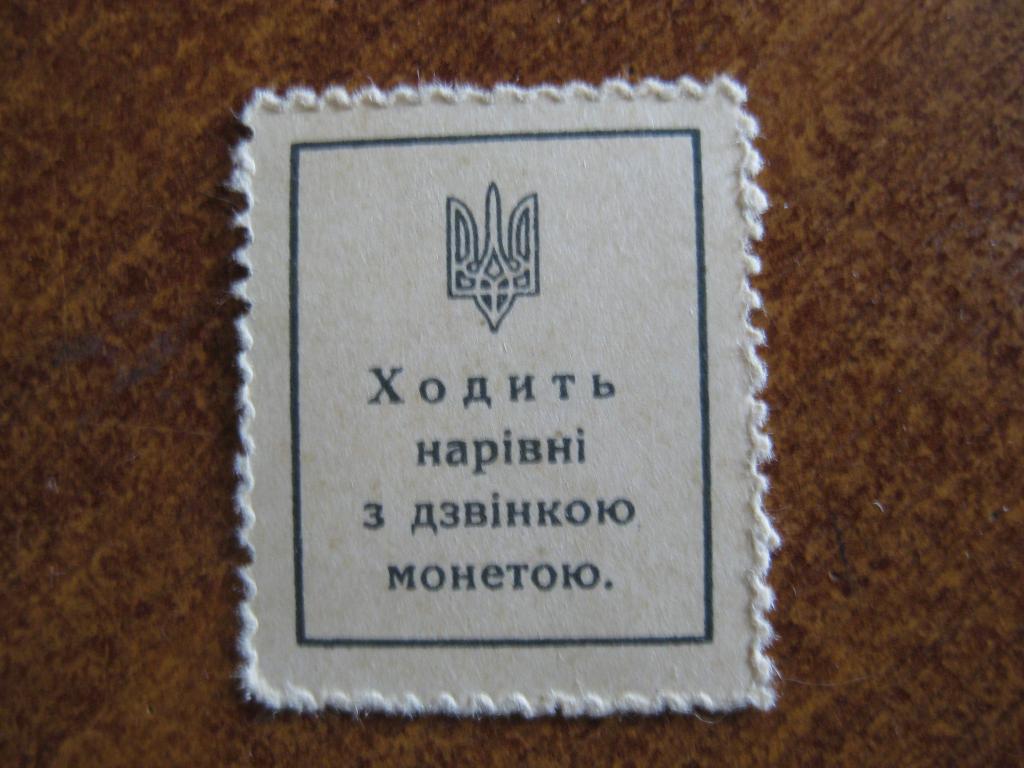 Ходить
нарівні
з дзвінкою
монетою.